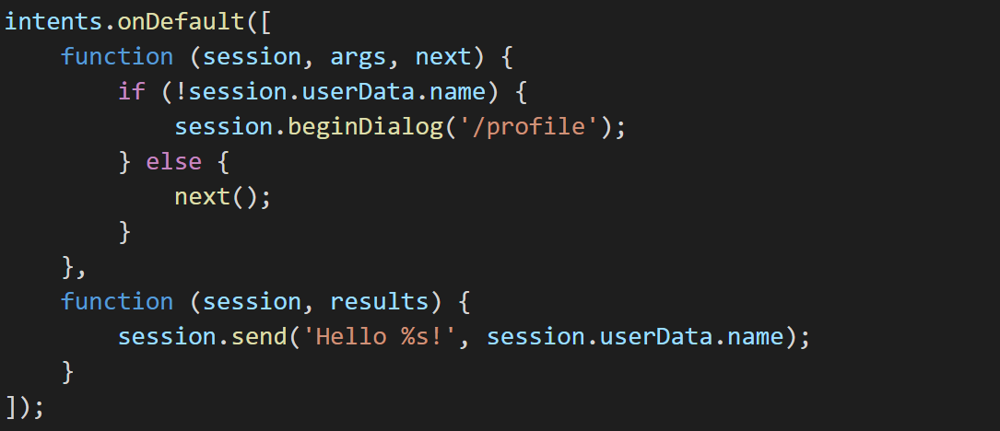 intents.onDefault([
    function (session, args, next) {
        if (!session.userData.name) {
            session.beginDialog('/profile');
        } else {
            next();
        }
    },
    function (session, results) {
        session.send('Hello %s!', session.userData.name);
    }
]);